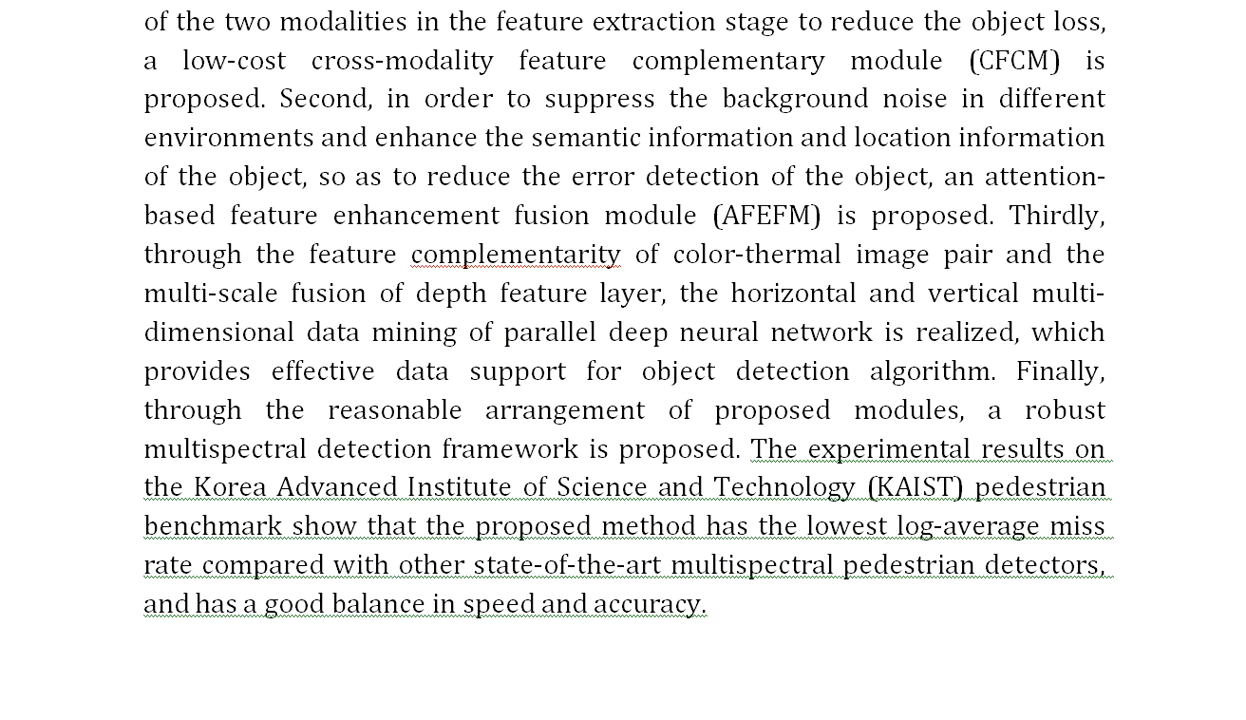 of the two modalities in the feature extraction stage to reduce the object loss,
a low-cost cross-modality feature complementary module (CFCM) is
proposed. Second, in order to suppress the background noise in different
environments and enhance the semantic information and location information
of the object, so as to reduce the error detection of the object, an attention-
based feature enhancement fusion module (AFEFM) is proposed. Thirdly,
through the feature complementarity of color-thermal image pair and the
multi-scale fusion of depth feature layer, the horizontal and vertical multi-
dimensional data mining of parallel deep neural network is realized, which
provides effective data support for object detection algorithm. Finally,
through the reasonable arrangement of proposed modules, a robust
multispectral detection framework is proposed. The experimental results on
the Korea Advanced Institute of Science and Technology (KAIST) pedestrian
benchmark show that the proposed method has the lowest log-average miss
rate compared with other state-of-the-art multispectral pedestrian detectors,
and has a good balance in speed and accuracy.